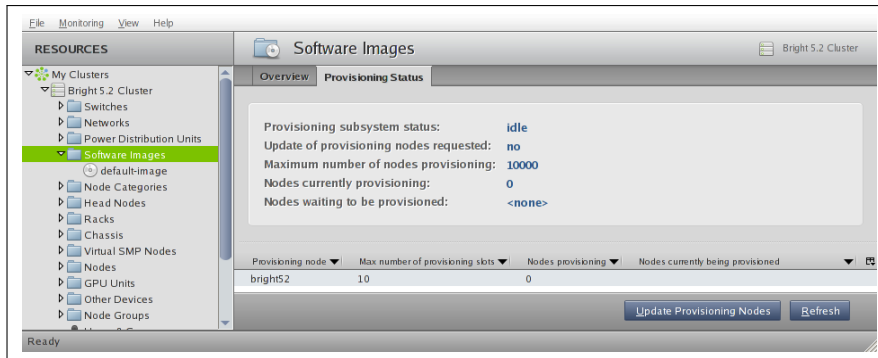 File Monitoring View Help
RESOURCES
My Clusters
Bright 5.2 Cluster
Switches
Networks
Power Distribution Units
Software Images
default-image
Node Categories
Head Nodes
Racks
Chassis
Virtual SMP Nodes
Nodes
GPU Units
Other Devices
Node Groups
Software Images
Bright 5.2 Cluster
Overview Provisioning Status
Provisioning subsystem status: idle
Update of provisioning nodes requested: no
Maximum number of nodes provisioning: 10000
Nodes currently provisioning: 0
Nodes waiting to be provisioned: <none>
Provisioning node Max number of provisioning slots Nodes provisioning Nodes currently being provisioned
bright52 10 0
Update Provisioning Nodes Refresh
Ready